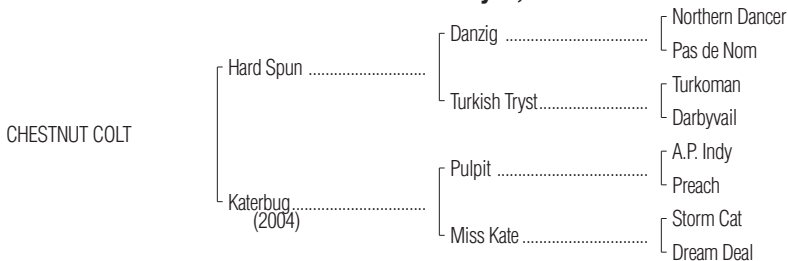 Northern Dancer
Danzig ........................................
Pas de Nom
Hard Spun ................................
Turkoman
Turkish Tryst..............................
Darbyvail
CHESTNUT COLT
A.P. Indy
Pulpit ..........................................
Preach
Katerbug.....................................
(2004)
Storm Cat
Miss Kate ...................................
Dream Deal